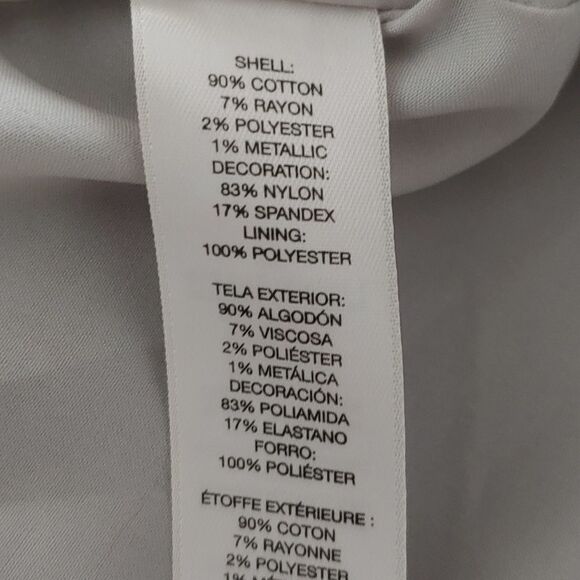 SHELL:
90% COTTON
7% RAYON
2% POLYESTER
1% METALLIC
DECORATION:
83% NYLON
17% SPANDEX
LINING:
100% POLYESTER
TELA EXTERIOR:
90% ALGODÓN
7% VISCOSA
2% POLIÉSTER
1% METÁLICA
DECORACIÓN:
83% POLIAMIDA
17% ELASTANO
FORRO:
100% POLIÉSTER
ÉTOFFE EXTÉRIEURE :
90% COTON
7% RAYONNE
2% POLYESTER
1%